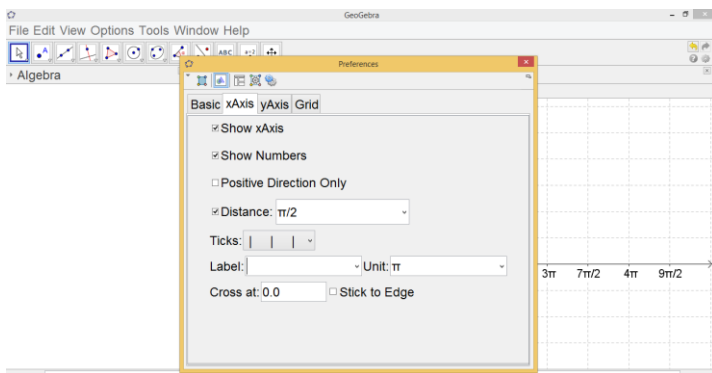 GeoGebra
File Edit View Options Tools Window Help
ABC
Algebra
Preferences
Basic xAxis yAxis Grid
Show xAxis
Show Numbers
Positive Direction Only
Distance: π/2
Ticks: | | |
Label: Unit: π
Cross at: 0.0 Stick to Edge
3π 7π/2 4π 9π/2